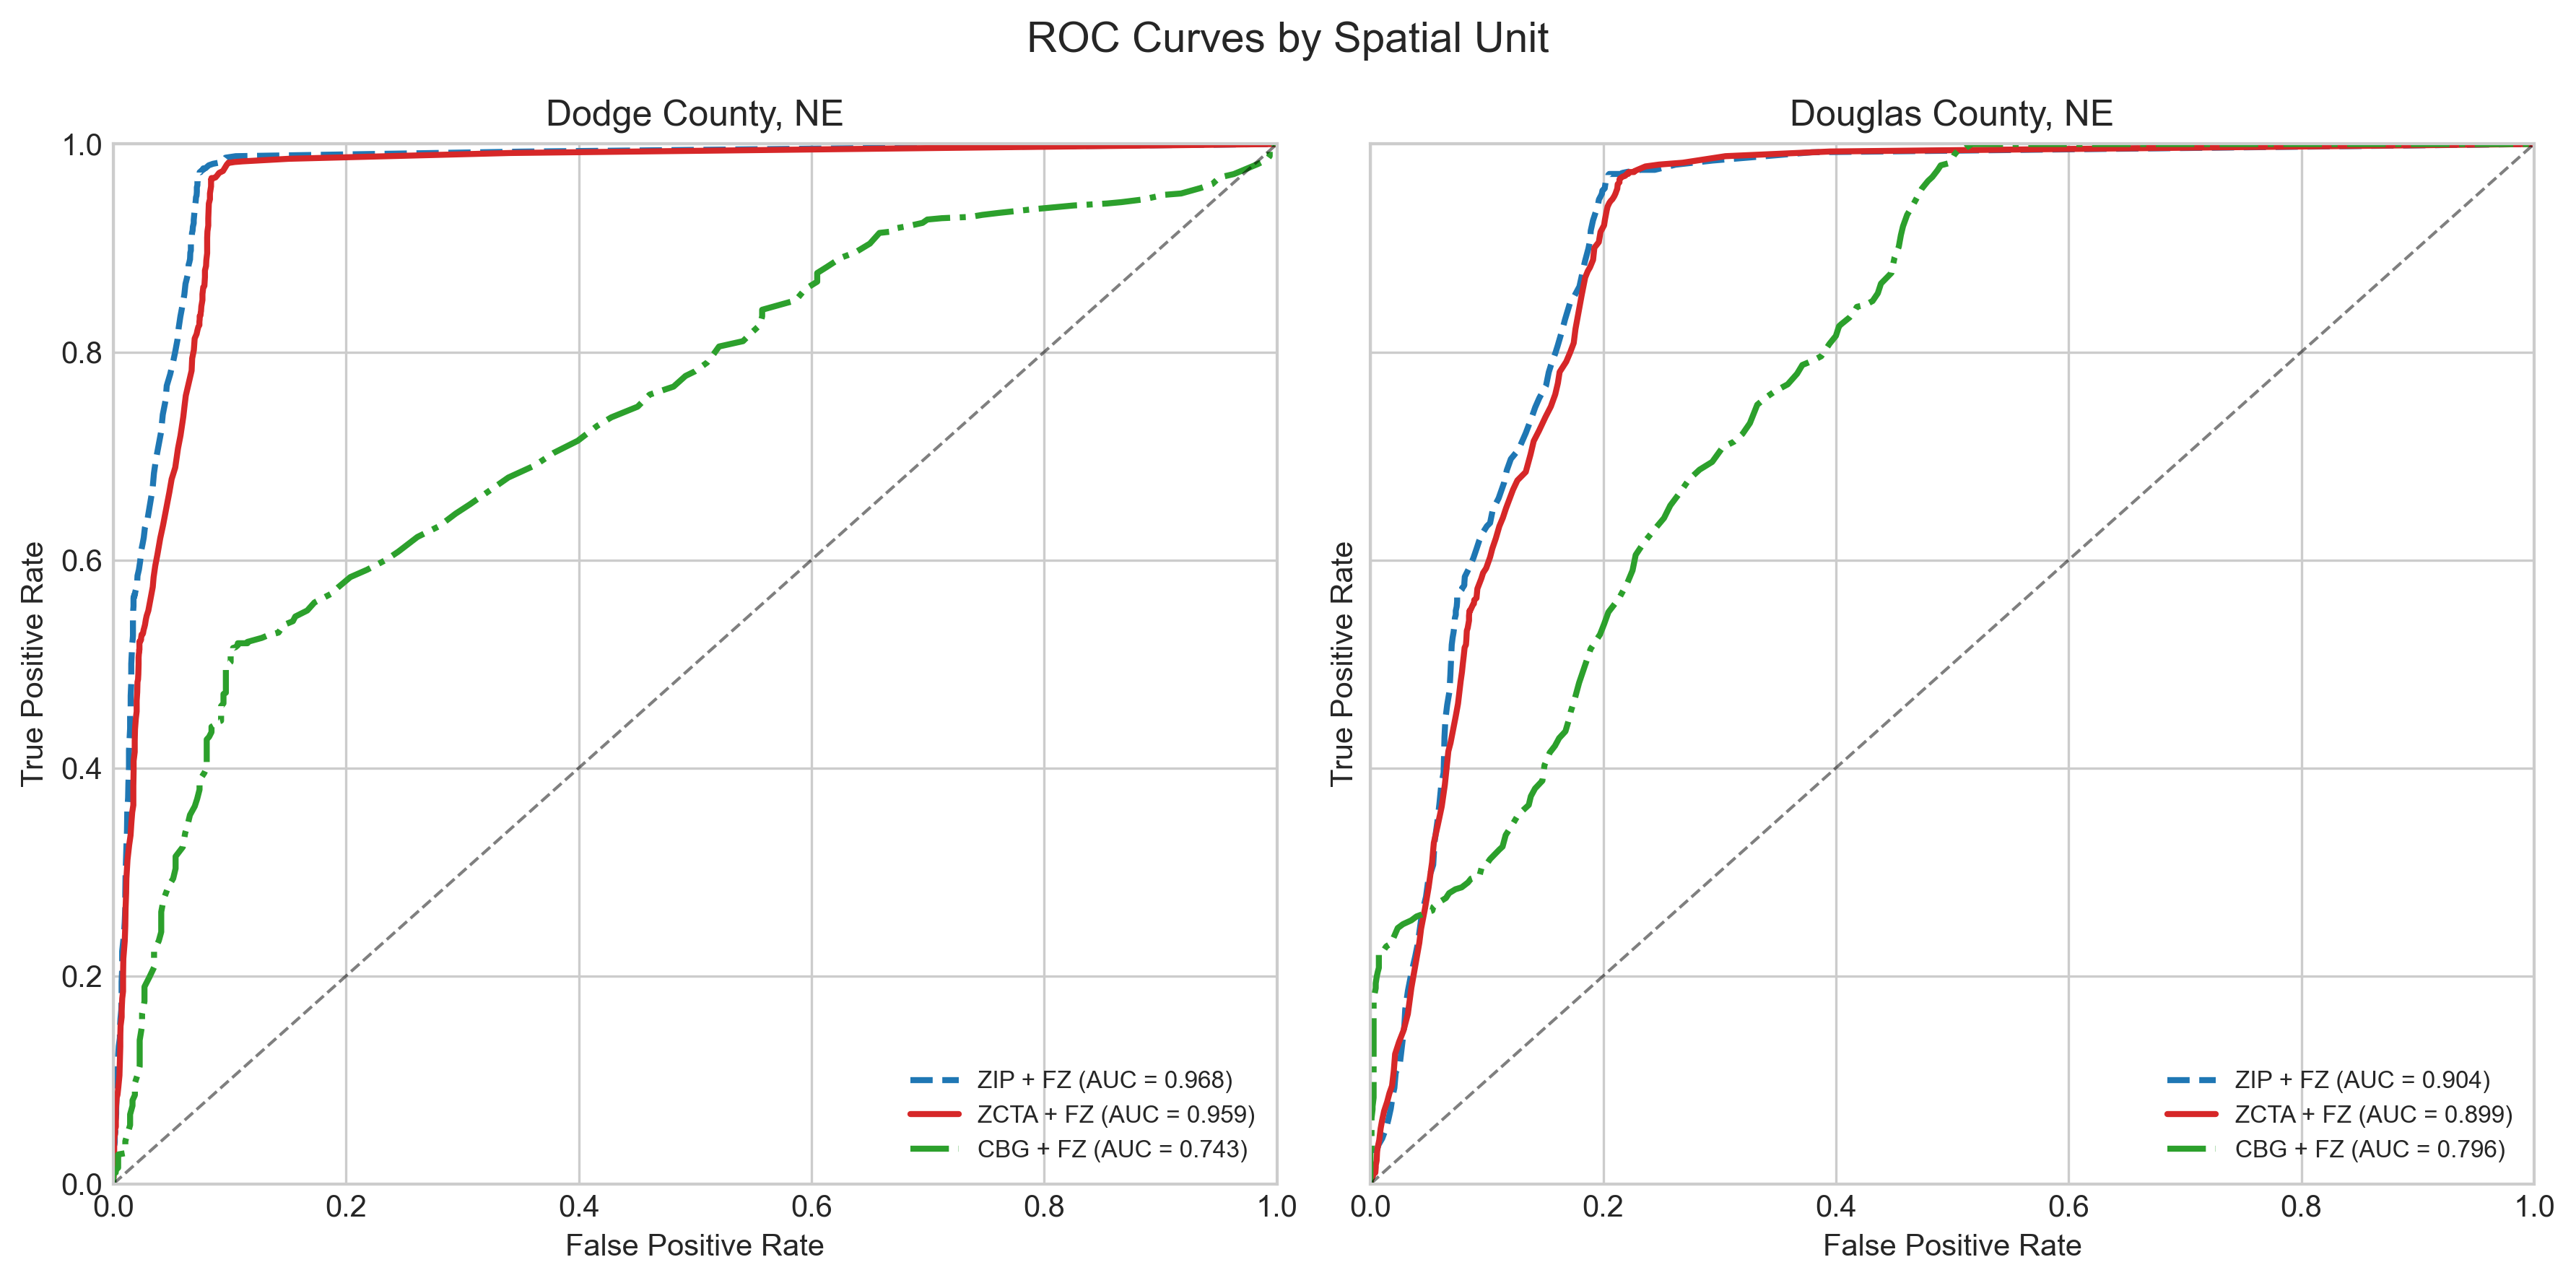 ROC Curves by Spatial Unit
Dodge County, NE
1.0
0.8
0.6
0.4
0.2
0.0
True Positive Rate
ZIP + FZ (AUC = 0.968)
ZCTA + FZ (AUC = 0.959)
CBG + FZ (AUC = 0.743)
0.0 0.2 0.4 0.6 0.8 1.0
False Positive Rate
Douglas County, NE
True Positive Rate
ZIP + FZ (AUC = 0.904)
ZCTA + FZ (AUC = 0.899)
CBG + FZ (AUC = 0.796)
0.0 0.2 0.4 0.6 0.8 1.0
False Positive Rate